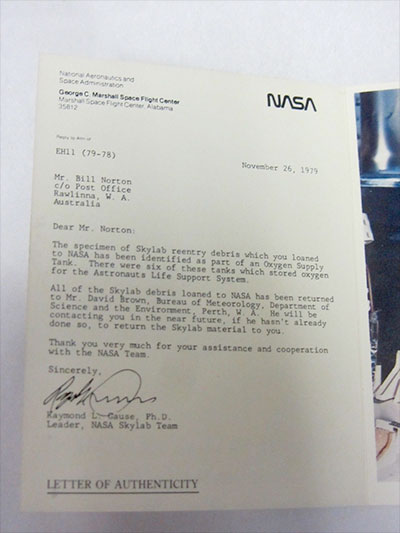 National Aeronautics and
Space Administration
George C. Marshall Space Flight Center
Marshall Space Flight Center, Alabama
35812
NASA
Reply to Attn of
EH11 (79-78)
November 26, 1979
Mr. Bill Norton
c/o Post Office
Rawlinna, W. A.
Australia
Dear Mr. Norton:
The specimen of Skylab reentry debris which you loaned
to NASA has been identified as part of an Oxygen Supply
Tank. There were six of these tanks which stored oxygen
for the Astronauts Life Support System.
All of the Skylab debris loaned to NASA has been returned
to Mr. David Brown, Bureau of Meteorology, Department of
Science and the Environment, Perth, W. A. He will be
contacting you in the near future, if he hasn't already
done so, to return the Skylab material to you.
Thank you very much for your assistance and cooperation
with the NASA Team.
Sincerely,
Raymond L. Gause, Ph.D.
Leader, NASA Skylab Team
LETTER OF AUTHENTICITY